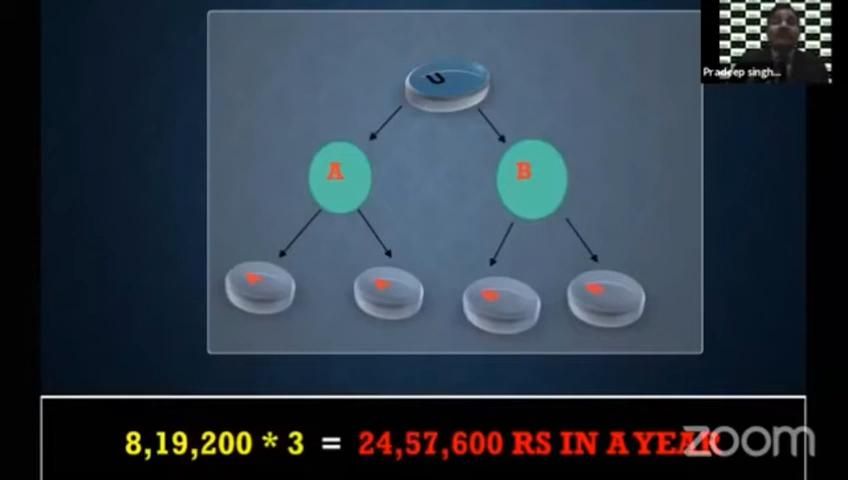 Pradeep singh...
U
A B
A A B B
8,19,200 * 3 = 24,57,600 RS IN A YEAR
zoom